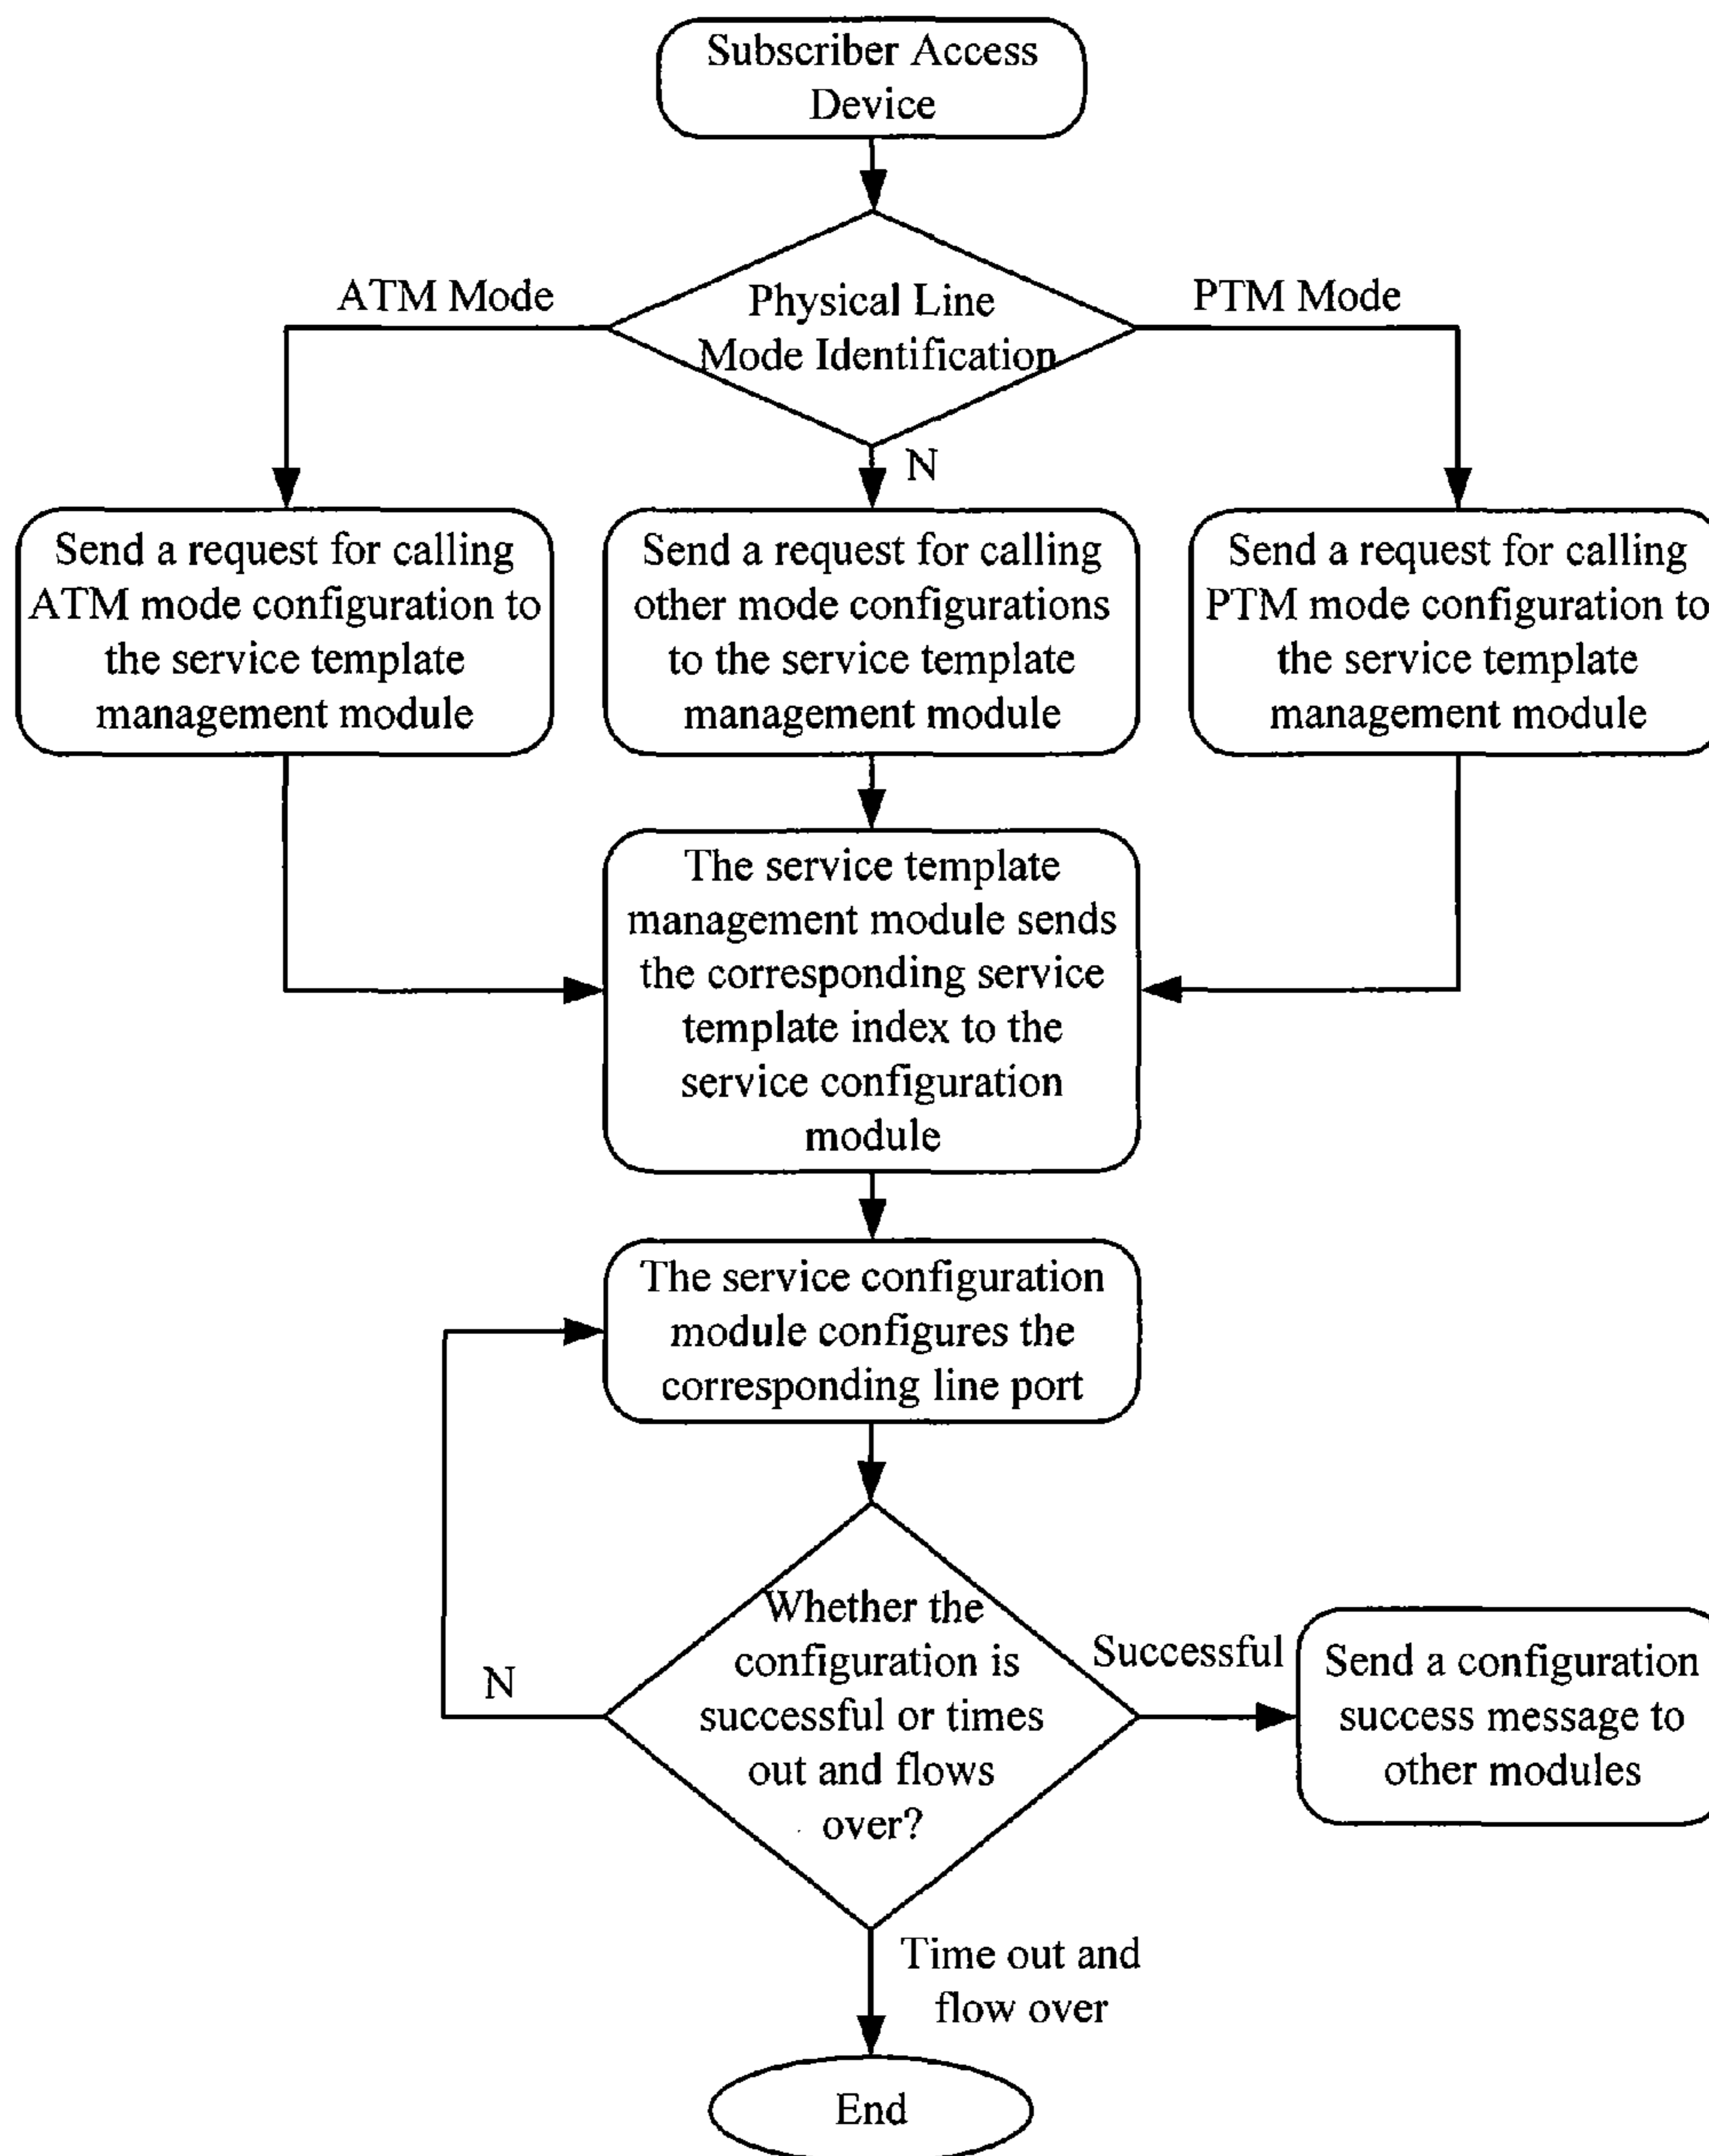 Subscriber Access
Device
ATM Mode
Physical Line
Mode Identification
PTM Mode
N
Send a request for calling
ATM mode configuration to
the service template
management module
Send a request for calling
other mode configurations
to the service template
management module
Send a request for calling
PTM mode configuration to
the service template
management module
The service template
management module sends
the corresponding service
template index to the
service configuration
module
The service configuration
module configures the
corresponding line port
Whether the
configuration is
successful or times
out and flows
over?
N
Successful
Send a configuration
success message to
other modules
Time out and
flow over
End